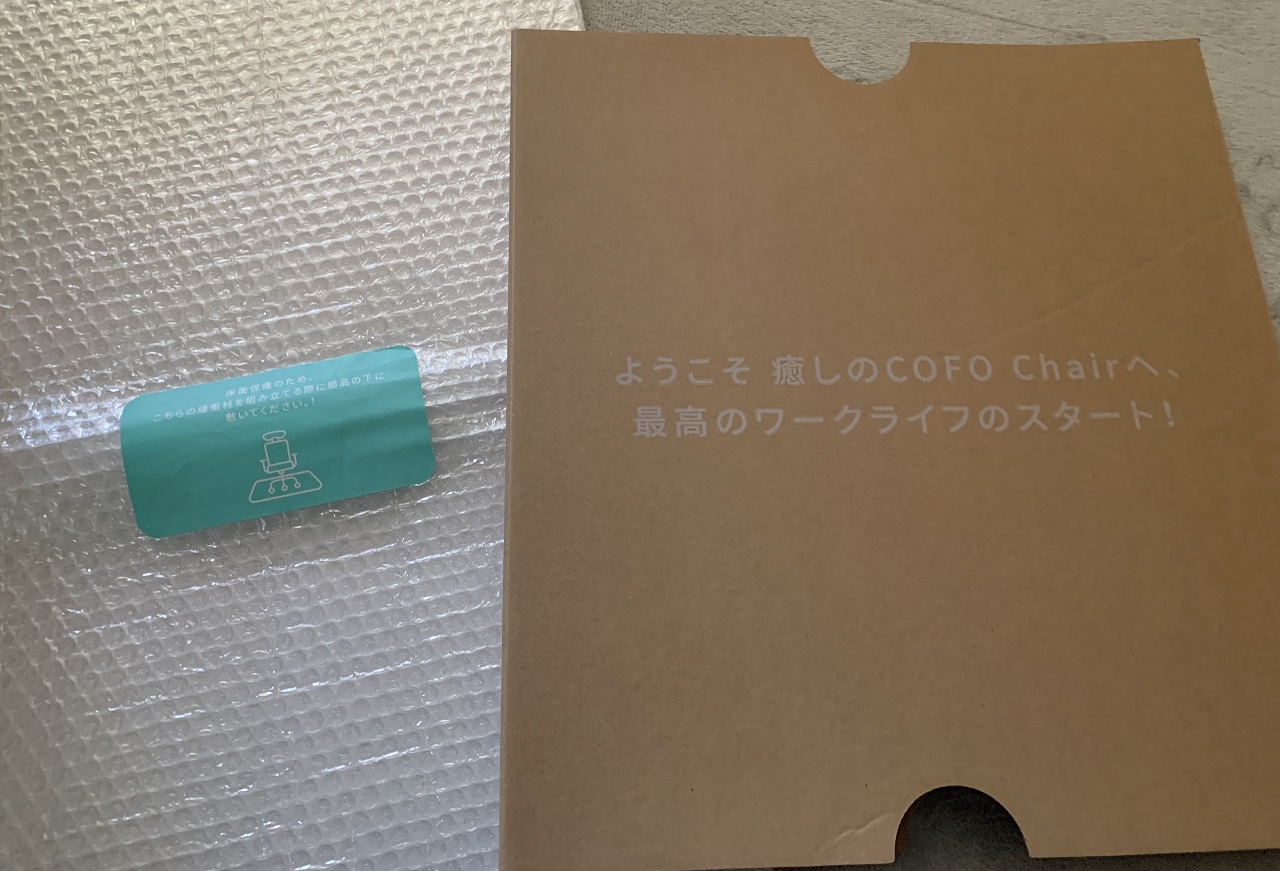 床面保護のため、
こちらの緩衝材を組み立てる際に部品の下に
敷いてください。!
ようこそ 癒しのCOFO Chairへ、
最高のワークライフのスタート!